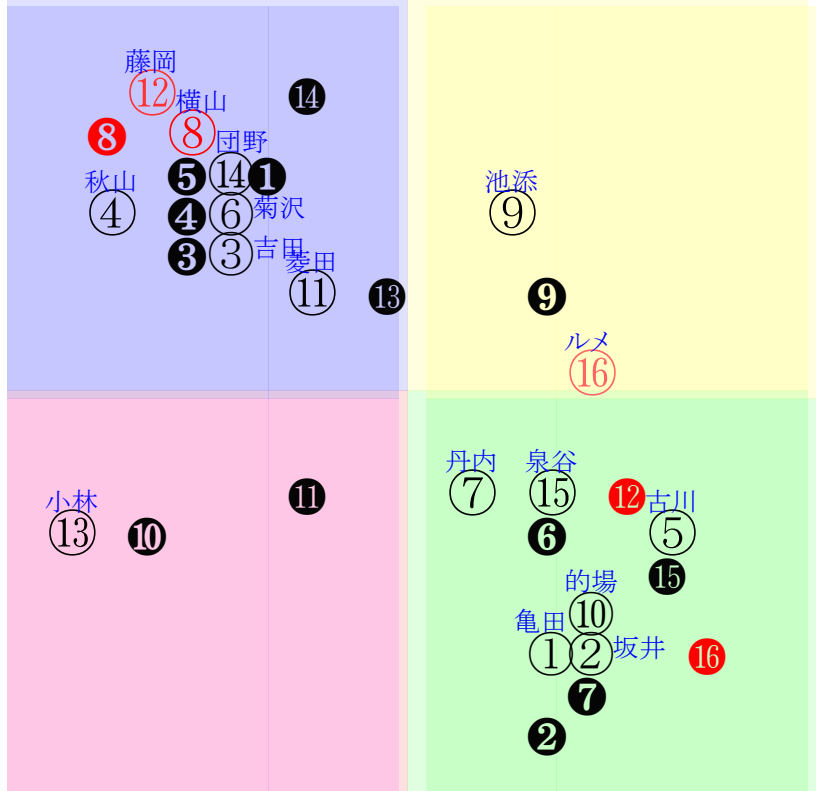 藤岡
⑫
横山
⓮
❽
⑧
団野
秋山
❺
⑭
❶
池添
④
❹
⑥
菊沢
⑨
❸
③
吉田
菱田
⑪
⓭
❾
ルメ
⑯
丹内
泉谷
小林
⓫
⑦
⑮
⓬
古川
⑬
❿
❻
⑤
的場
⓯
亀田
⑩
①
②
坂井
⓰
❼
❷